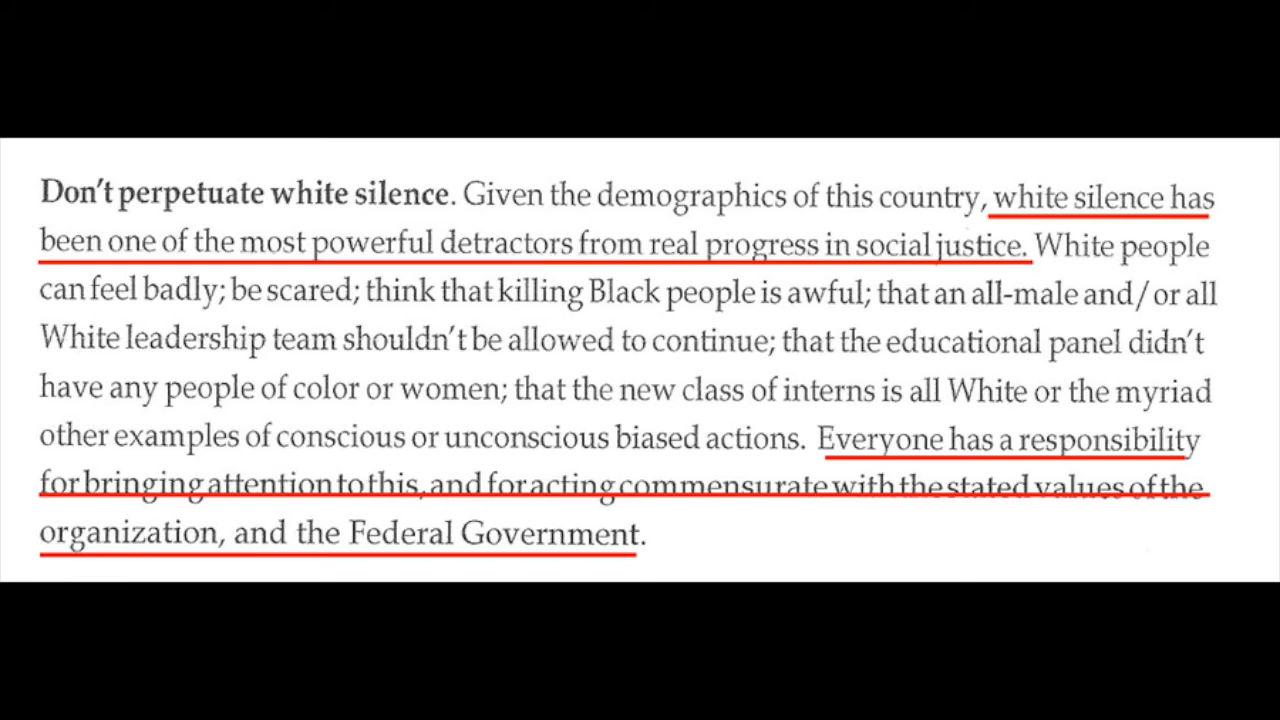 Don't perpetuate white silence. Given the demographics of this country, white silence has
been one of the most powerful detractors from real progress in social justice. White people
can feel badly; be scared; think that killing Black people is awful; that an all-male and/or all
White leadership team shouldn't be allowed to continue; that the educational panel didn't
have any people of color or women; that the new class of interns is all White or the myriad
other examples of conscious or unconscious biased actions. Everyone has a responsibility
for bringing attention to this, and for acting commensurate with the stated values of the
organization, and the Federal Government.